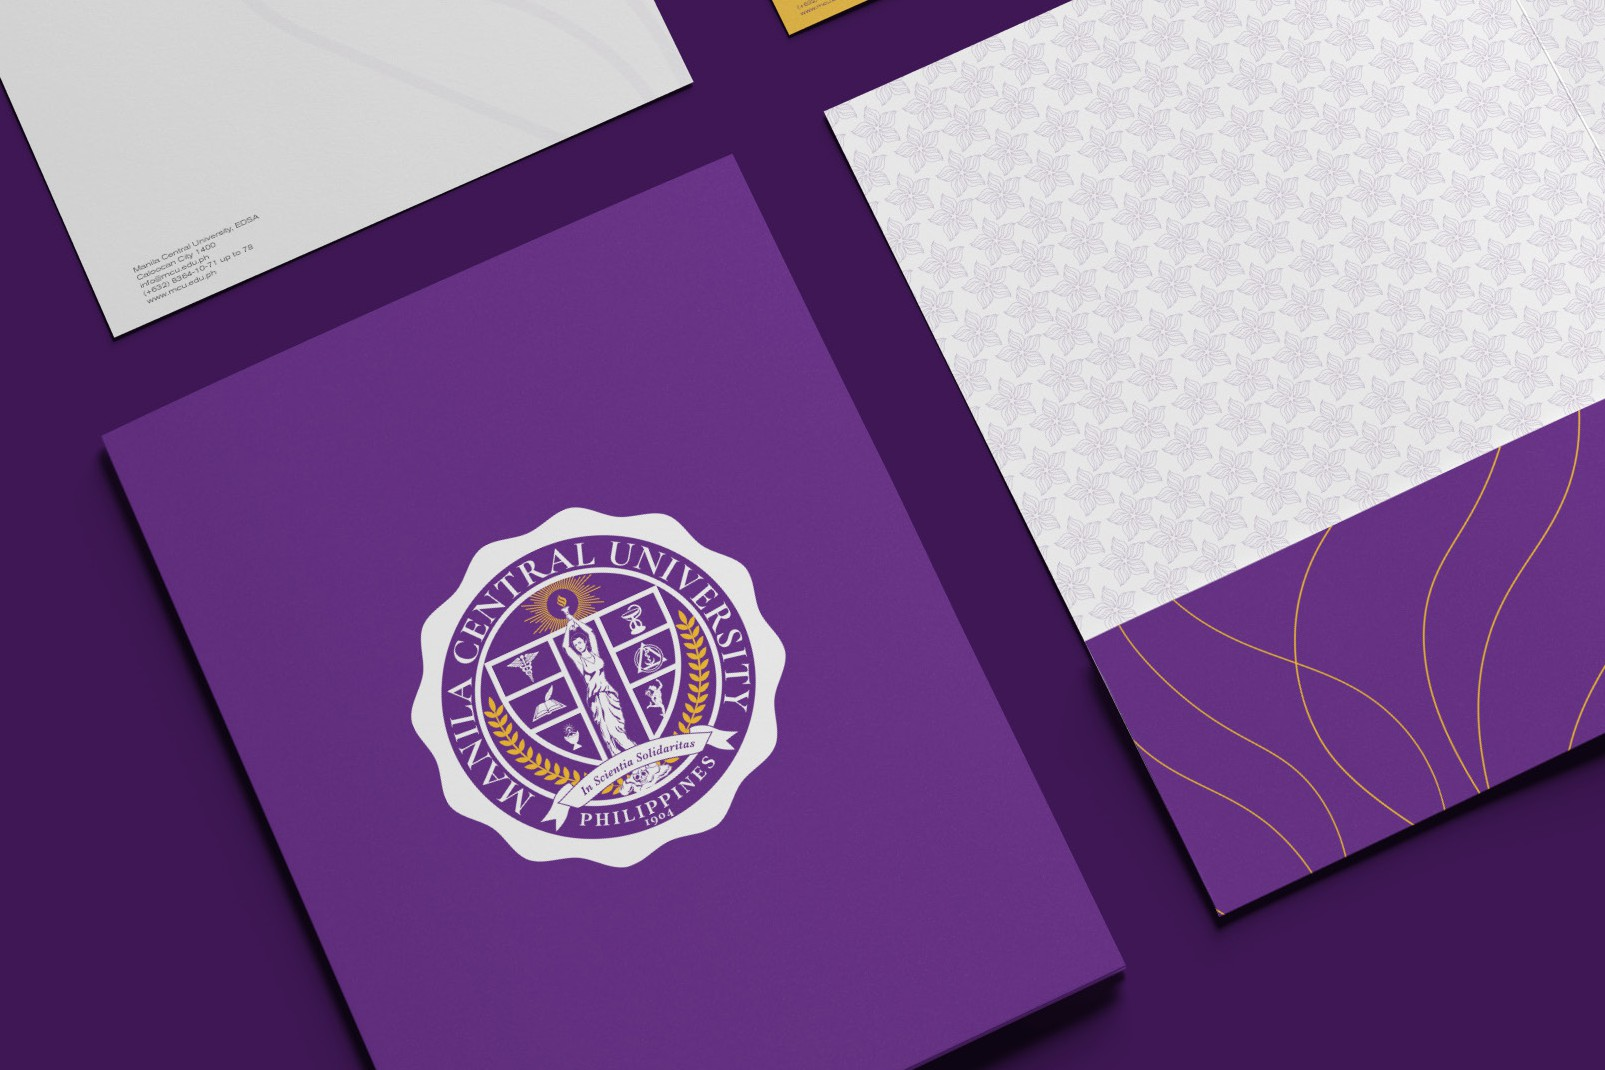 Manila Central University, EDSA
Caloocan City 1400
info@mcu.edu.ph
(+632) 8364-10-71 up to 78
www.mcu.edu.ph
MANILA CENTRAL UNIVERSITY
In Scientia Solidaritas
PHILIPPINES
1904